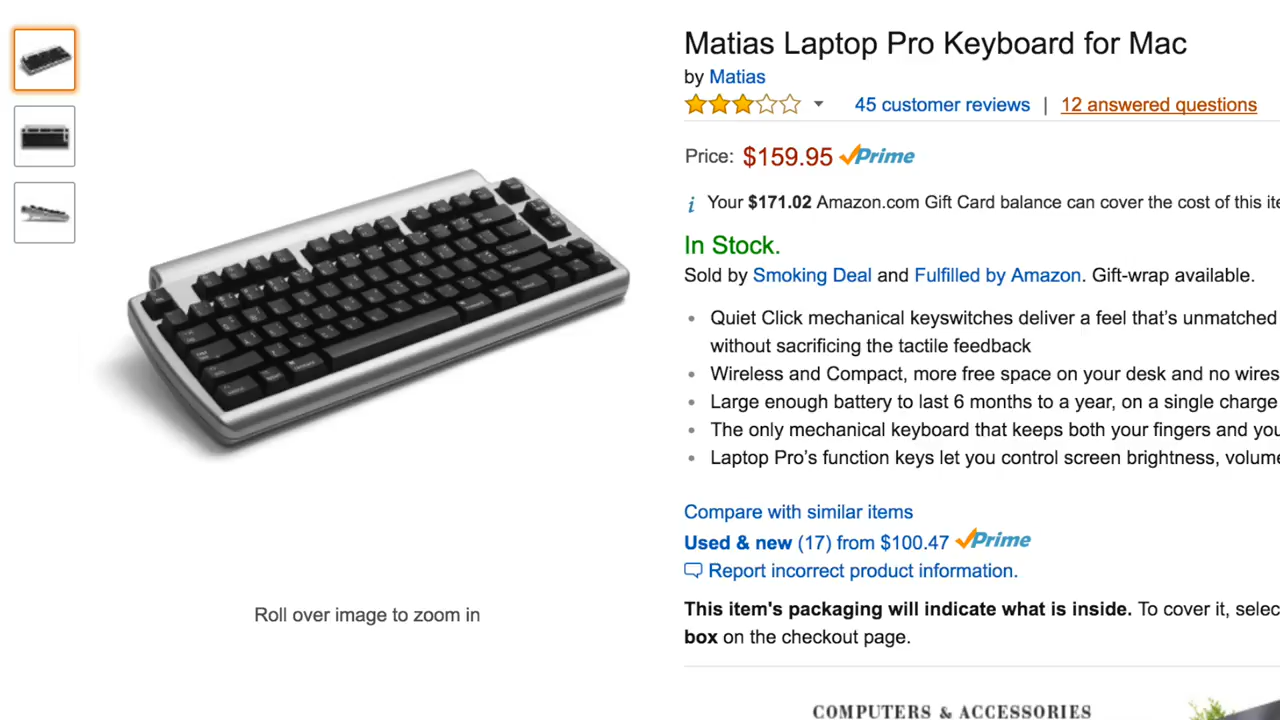 Matias Laptop Pro Keyboard for Mac
by Matias
45 customer reviews | 12 answered questions
Price: $159.95 Prime
Your $171.02 Amazon.com Gift Card balance can cover the cost of this ite
In Stock.
Sold by Smoking Deal and Fulfilled by Amazon. Gift-wrap available.
Quiet Click mechanical keyswitches deliver a feel that's unmatched
without sacrificing the tactile feedback
Wireless and Compact, more free space on your desk and no wires
Large enough battery to last 6 months to a year, on a single charge
The only mechanical keyboard that keeps both your fingers and you
Laptop Pro's function keys let you control screen brightness, volume
Compare with similar items
Used & new (17) from $100.47 Prime
Report incorrect product information.
Roll over image to zoom in
This item's packaging will indicate what is inside. To cover it, selec
box on the checkout page.
COMPUTERS & ACCESSORIES